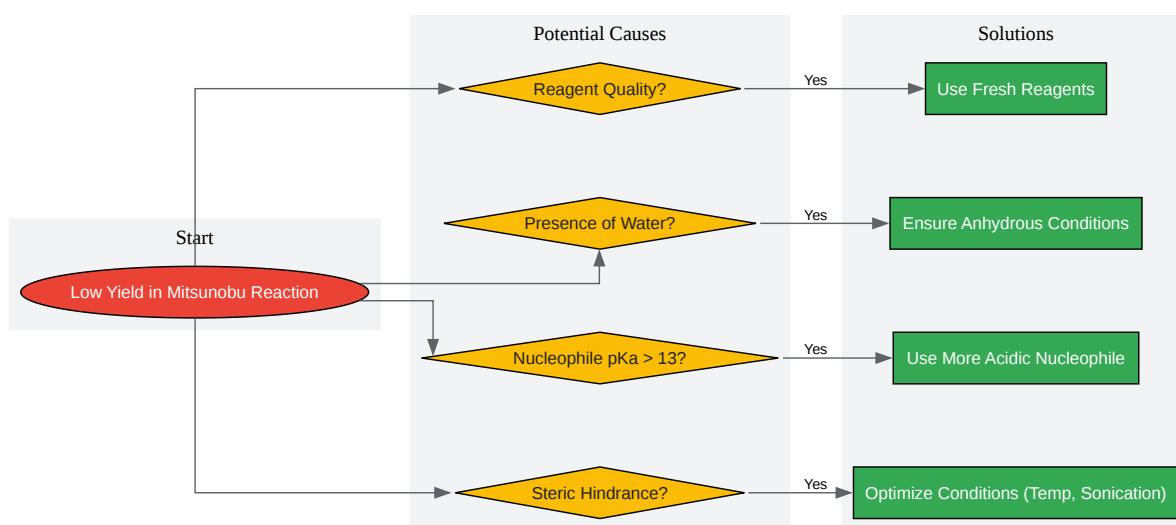 Potential Causes
Solutions
Reagent Quality?
Yes
Use Fresh Reagents
Presence of Water?
Yes
Ensure Anhydrous Conditions
Start
Low Yield in Mitsunobu Reaction
Nucleophile pKa > 13?
Yes
Use More Acidic Nucleophile
Steric Hindrance?
Yes
Optimize Conditions (Temp, Sonication)